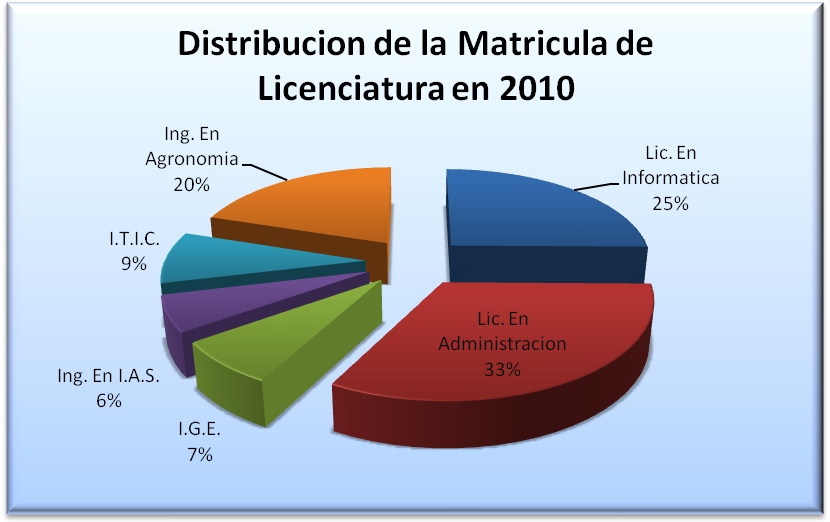 Distribucion de la Matricula de
Licenciatura en 2010
Lic. En
Informatica
25%
Lic. En
Administracion
33%
I.G.E.
7%
Ing. En I.A.S.
6%
I.T.I.C.
9%
Ing. En
Agronomia
20%